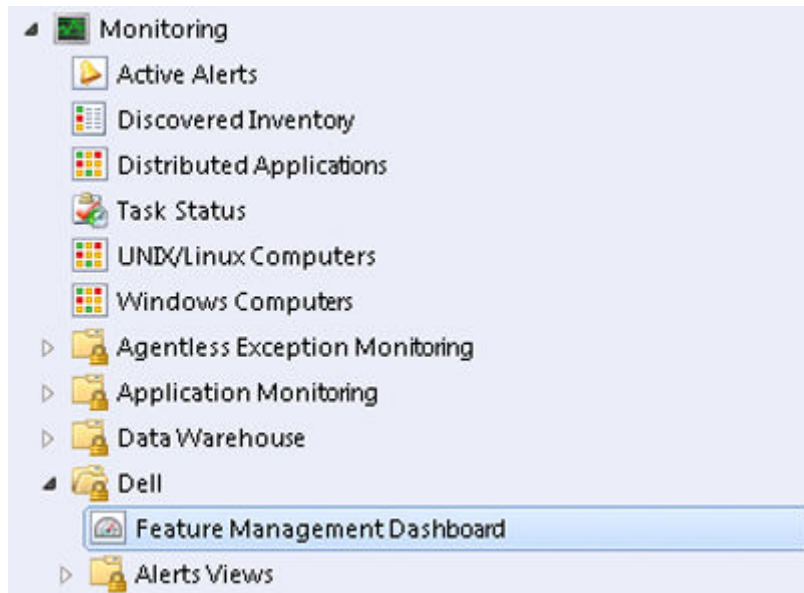 Monitoring
Active Alerts
Discovered Inventory
Distributed Applications
Task Status
UNIX/Linux Computers
Windows Computers
Agentless Exception Monitoring
Application Monitoring
Data Warehouse
Dell
Feature Management Dashboard
Alerts Views